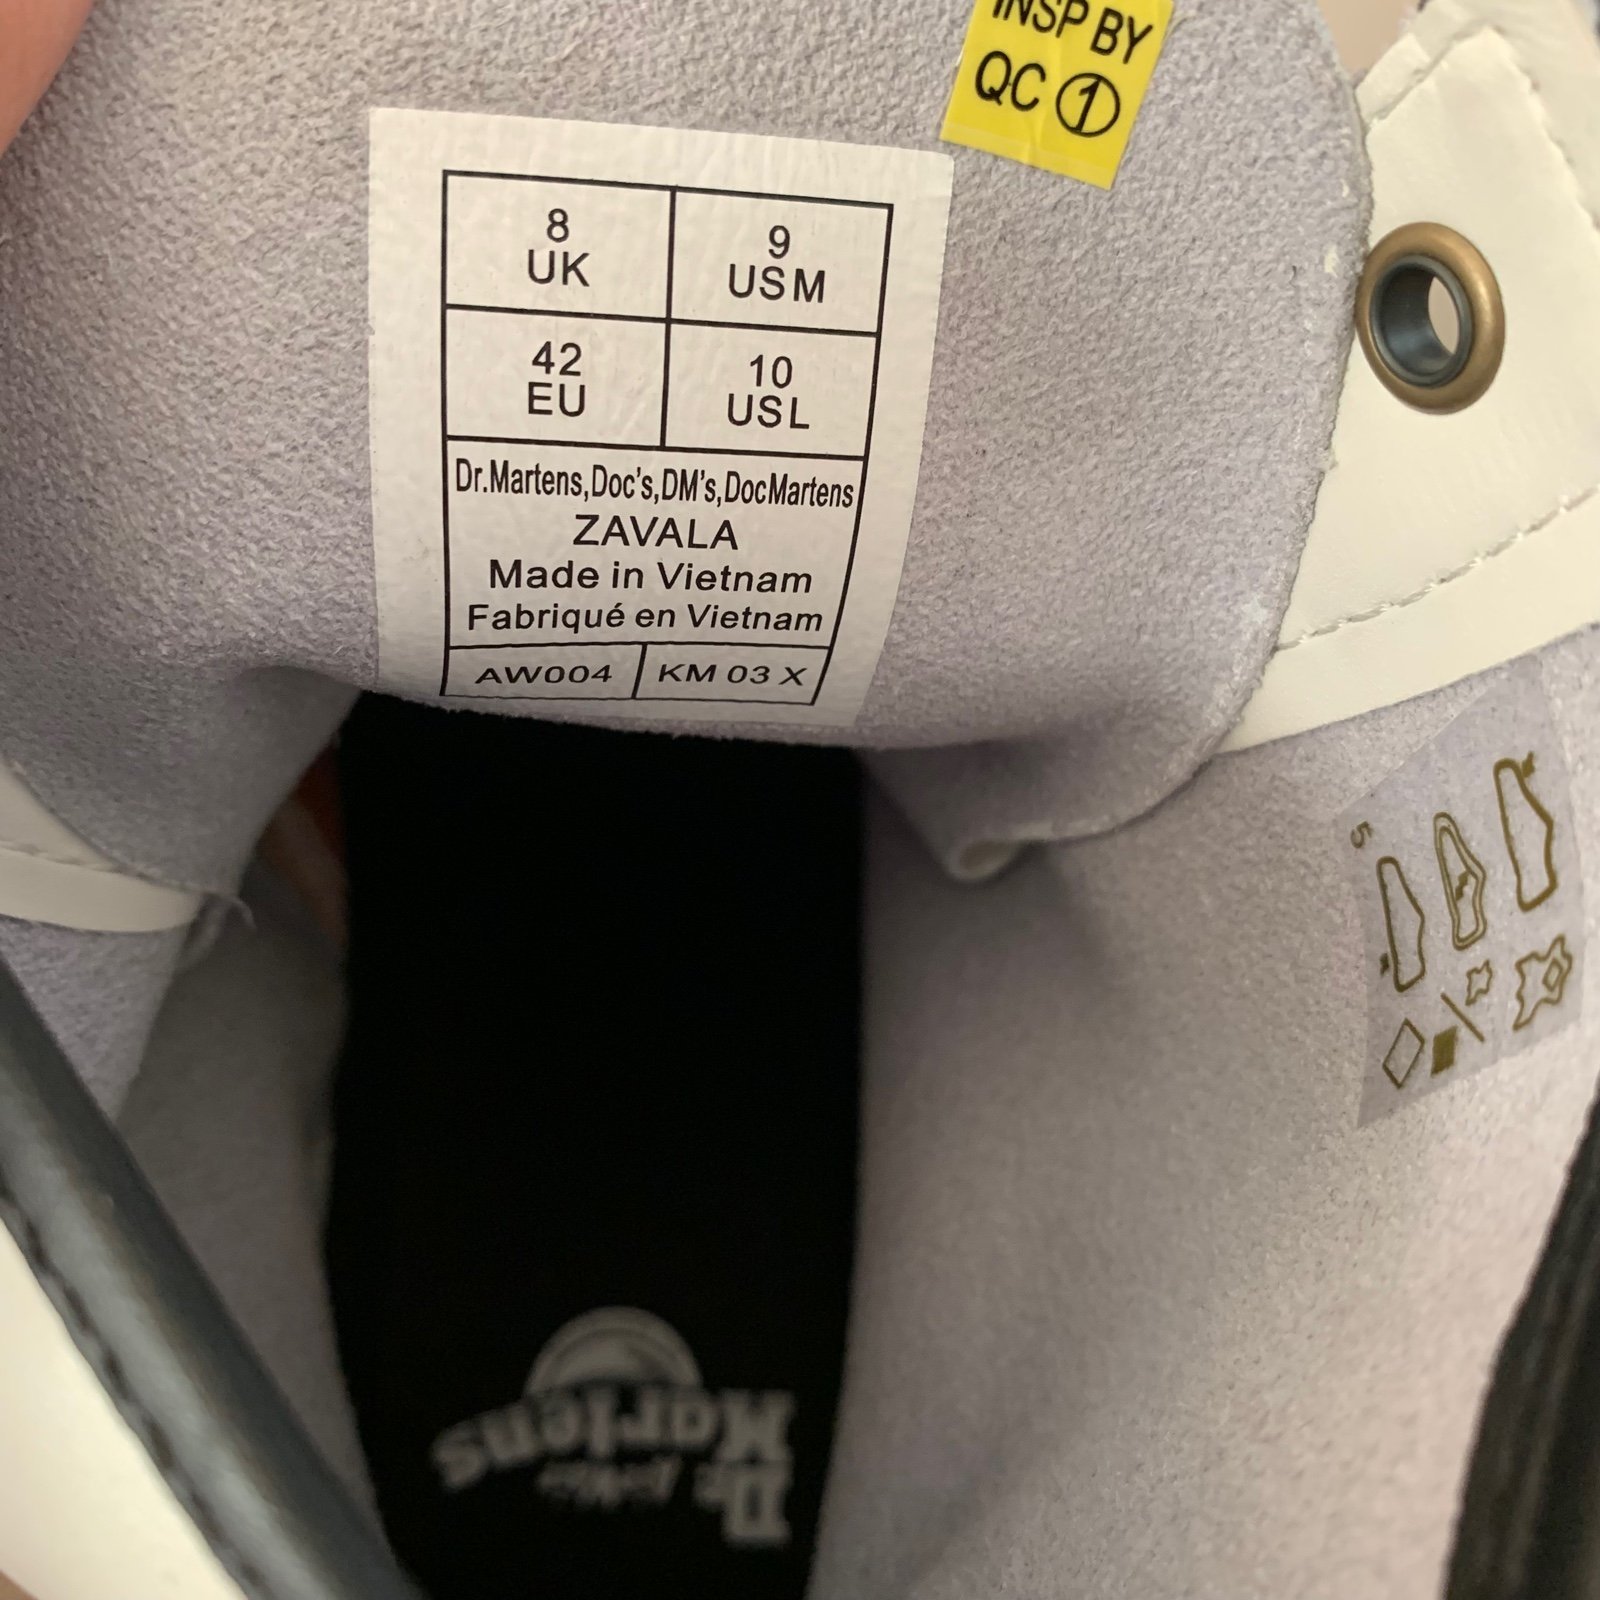 INSP BY
QC 1
8
UK
9
USM
42
EU
10
USL
Dr.Martens,Doc's,DM's,DocMartens
ZAVALA
Made in Vietnam
Fabriqué en Vietnam
AW004
KM 03 X
5
Dr.
Martens